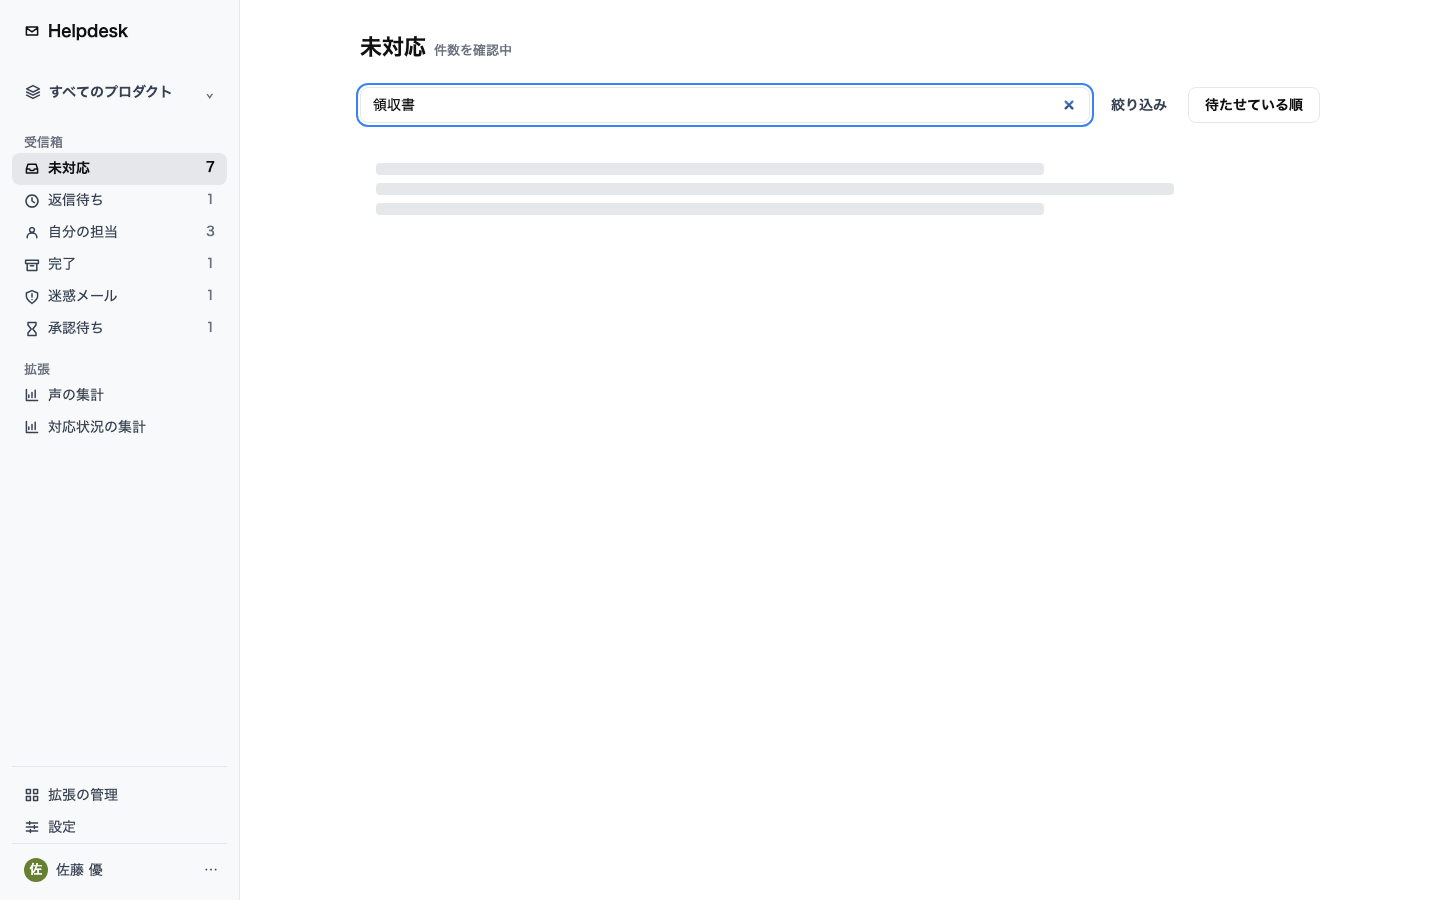 Helpdesk
すべてのプロダクト
受信箱
未対応 7
返信待ち 1
自分の担当 3
完了 1
迷惑メール 1
承認待ち 1
拡張
声の集計
対応状況の集計
拡張の管理
設定
佐 佐藤 優 …
未対応 件数を確認中
領収書
絞り込み
待たせている順